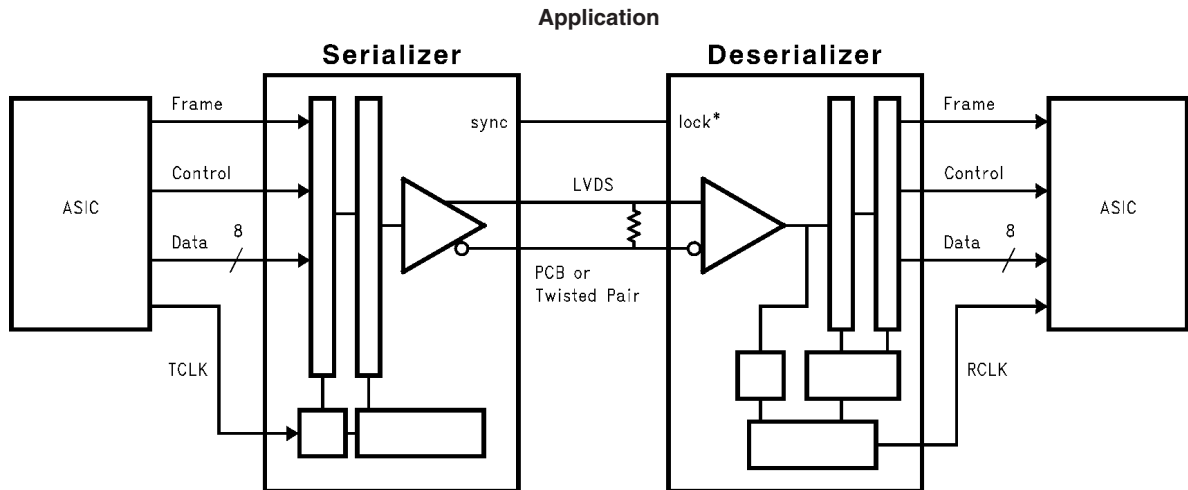 Application
Serializer
Deserializer
Frame
Control
Data
8
TCLK
ASIC
sync
lock*
LVDS
PCB or
Twisted Pair
Frame
Control
Data
8
RCLK
ASIC